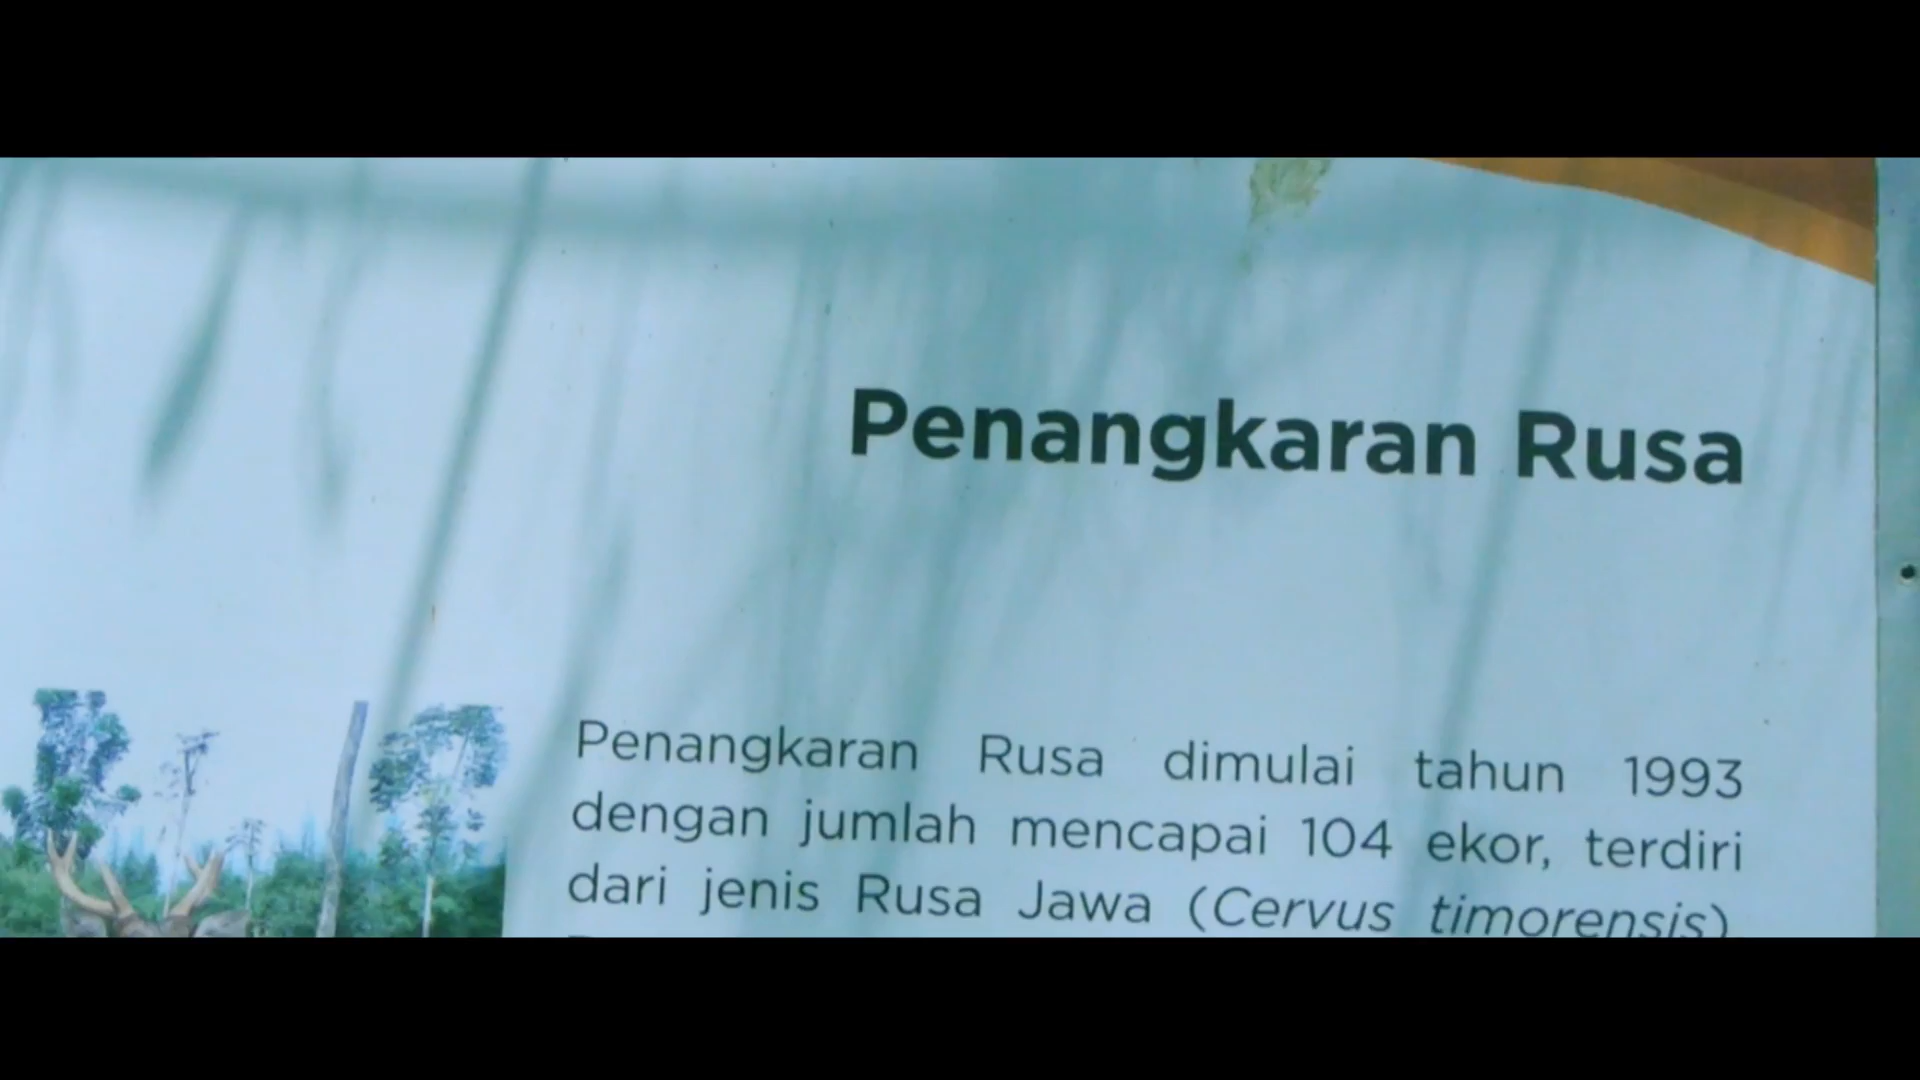 Penangkaran Rusa
Penangkaran Rusa dimulai tahun 1993
dengan jumlah mencapai 104 ekor, terdiri
dari jenis Rusa Jawa (Cervus timorensis)